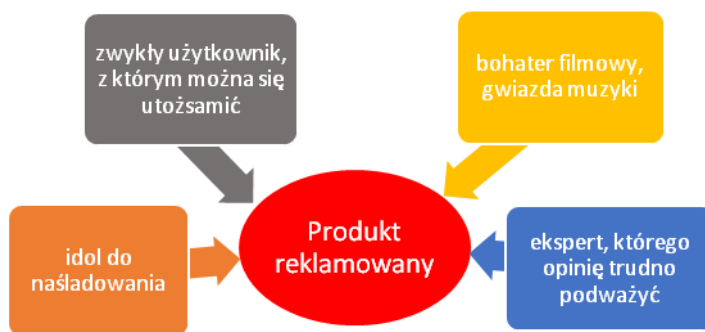 zwykły użytkownik,
z którym można się
utożsamić
bohater filmowy,
gwiazda muzyki
Produkt
reklamowany
idol do
naśladowania
ekspert, którego
opinię trudno
podważyć